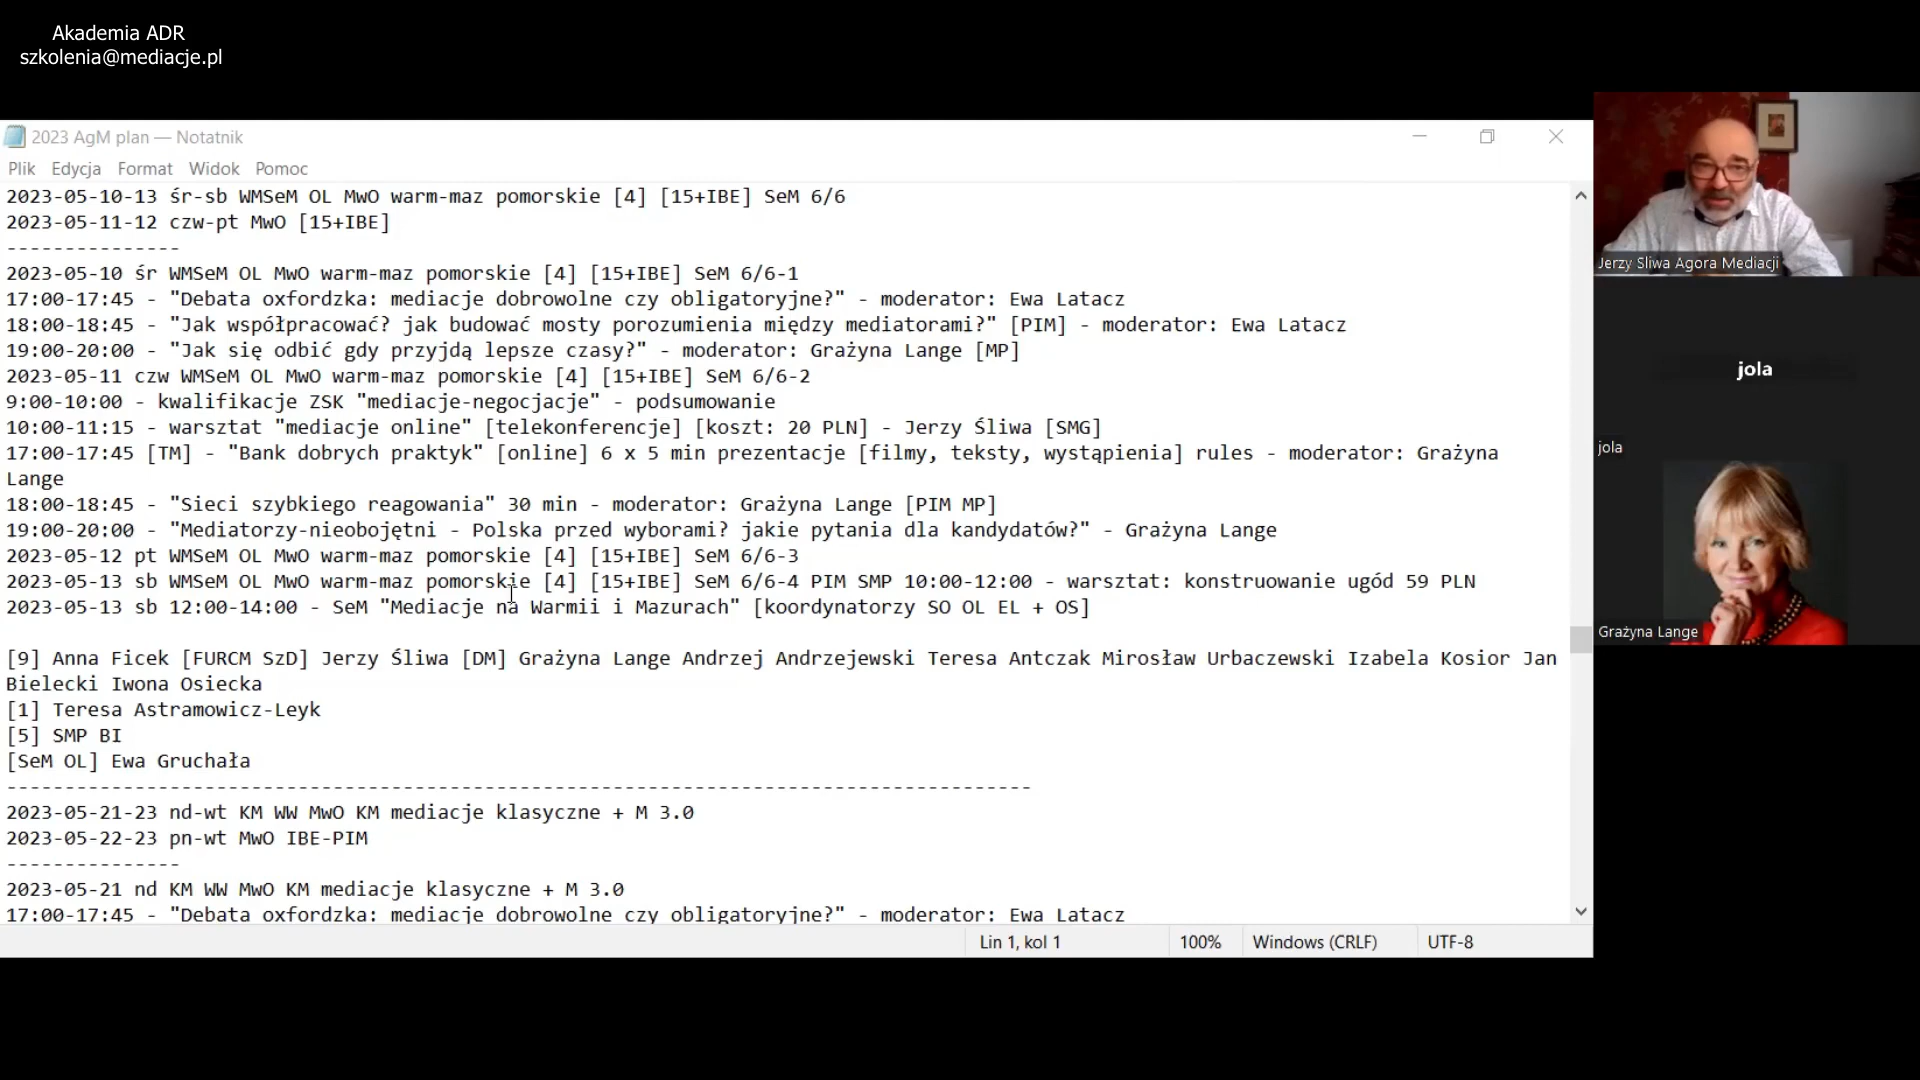 Akademia ADR
szkolenia@mediacje.pl
2023 AgM plan — Notatnik
Plik Edycja Format Widok Pomoc
2023-05-10-13 śr-sb WMSeM OL MwO warm-maz pomorskie [4] [15+IBE] SeM 6/6
2023-05-11-12 czw-pt MwO [15+IBE]
---------------
2023-05-10 śr WMSeM OL MwO warm-maz pomorskie [4] [15+IBE] SeM 6/6-1
17:00-17:45 - "Debata oxfordzka: mediacje dobrowolne czy obligatoryjne?" - moderator: Ewa Latacz
18:00-18:45 - "Jak współpracować? jak budować mosty porozumienia między mediatorami?" [PIM] - moderator: Ewa Latacz
19:00-20:00 - "Jak się odbić gdy przyjdą lepsze czasy?" - moderator: Grażyna Lange [MP]
2023-05-11 czw WMSeM OL MwO warm-maz pomorskie [4] [15+IBE] SeM 6/6-2
9:00-10:00 - kwalifikacje ZSK "mediacje-negocjacje" - podsumowanie
10:00-11:15 - warsztat "mediacje online" [telekonferencje] [koszt: 20 PLN] - Jerzy Śliwa [SMG]
17:00-17:45 [TM] - "Bank dobrych praktyk" [online] 6 x 5 min prezentacje [filmy, teksty, wystąpienia] rules - moderator: Grażyna
Lange
18:00-18:45 - "Sieci szybkiego reagowania" 30 min - moderator: Grażyna Lange [PIM MP]
19:00-20:00 - "Mediatorzy-nieobojętni - Polska przed wyborami? jakie pytania dla kandydatów?" - Grażyna Lange
2023-05-12 pt WMSeM OL MwO warm-maz pomorskie [4] [15+IBE] SeM 6/6-3
2023-05-13 sb WMSeM OL MwO warm-maz pomorskie [4] [15+IBE] SeM 6/6-4 PIM SMP 10:00-12:00 - warsztat: konstruowanie ugód 59 PLN
2023-05-13 sb 12:00-14:00 - SeM "Mediacje na Warmii i Mazurach" [koordynatorzy SO OL EL + OS]
[9] Anna Ficek [FURCM SzD] Jerzy Śliwa [DM] Grażyna Lange Andrzej Andrzejewski Teresa Antczak Mirosław Urbaczewski Izabela Kosior Jan
Bielecki Iwona Osiecka
[1] Teresa Astramowicz-Leyk
[5] SMP BI
[SeM OL] Ewa Gruchała
----------------------------------------------------------------------------------------
2023-05-21-23 nd-wt KM WW MwO KM mediacje klasyczne + M 3.0
2023-05-22-23 pn-wt MwO IBE-PIM
---------------
2023-05-21 nd KM WW MwO KM mediacje klasyczne + M 3.0
17:00-17:45 - "Debata oxfordzka: mediacje dobrowolne czy obligatoryjne?" - moderator: Ewa Latacz
Lin 1, kol 1 100% Windows (CRLF) UTF-8
Jerzy Sliwa Agora Mediacji
jola
jola
Grażyna Lange